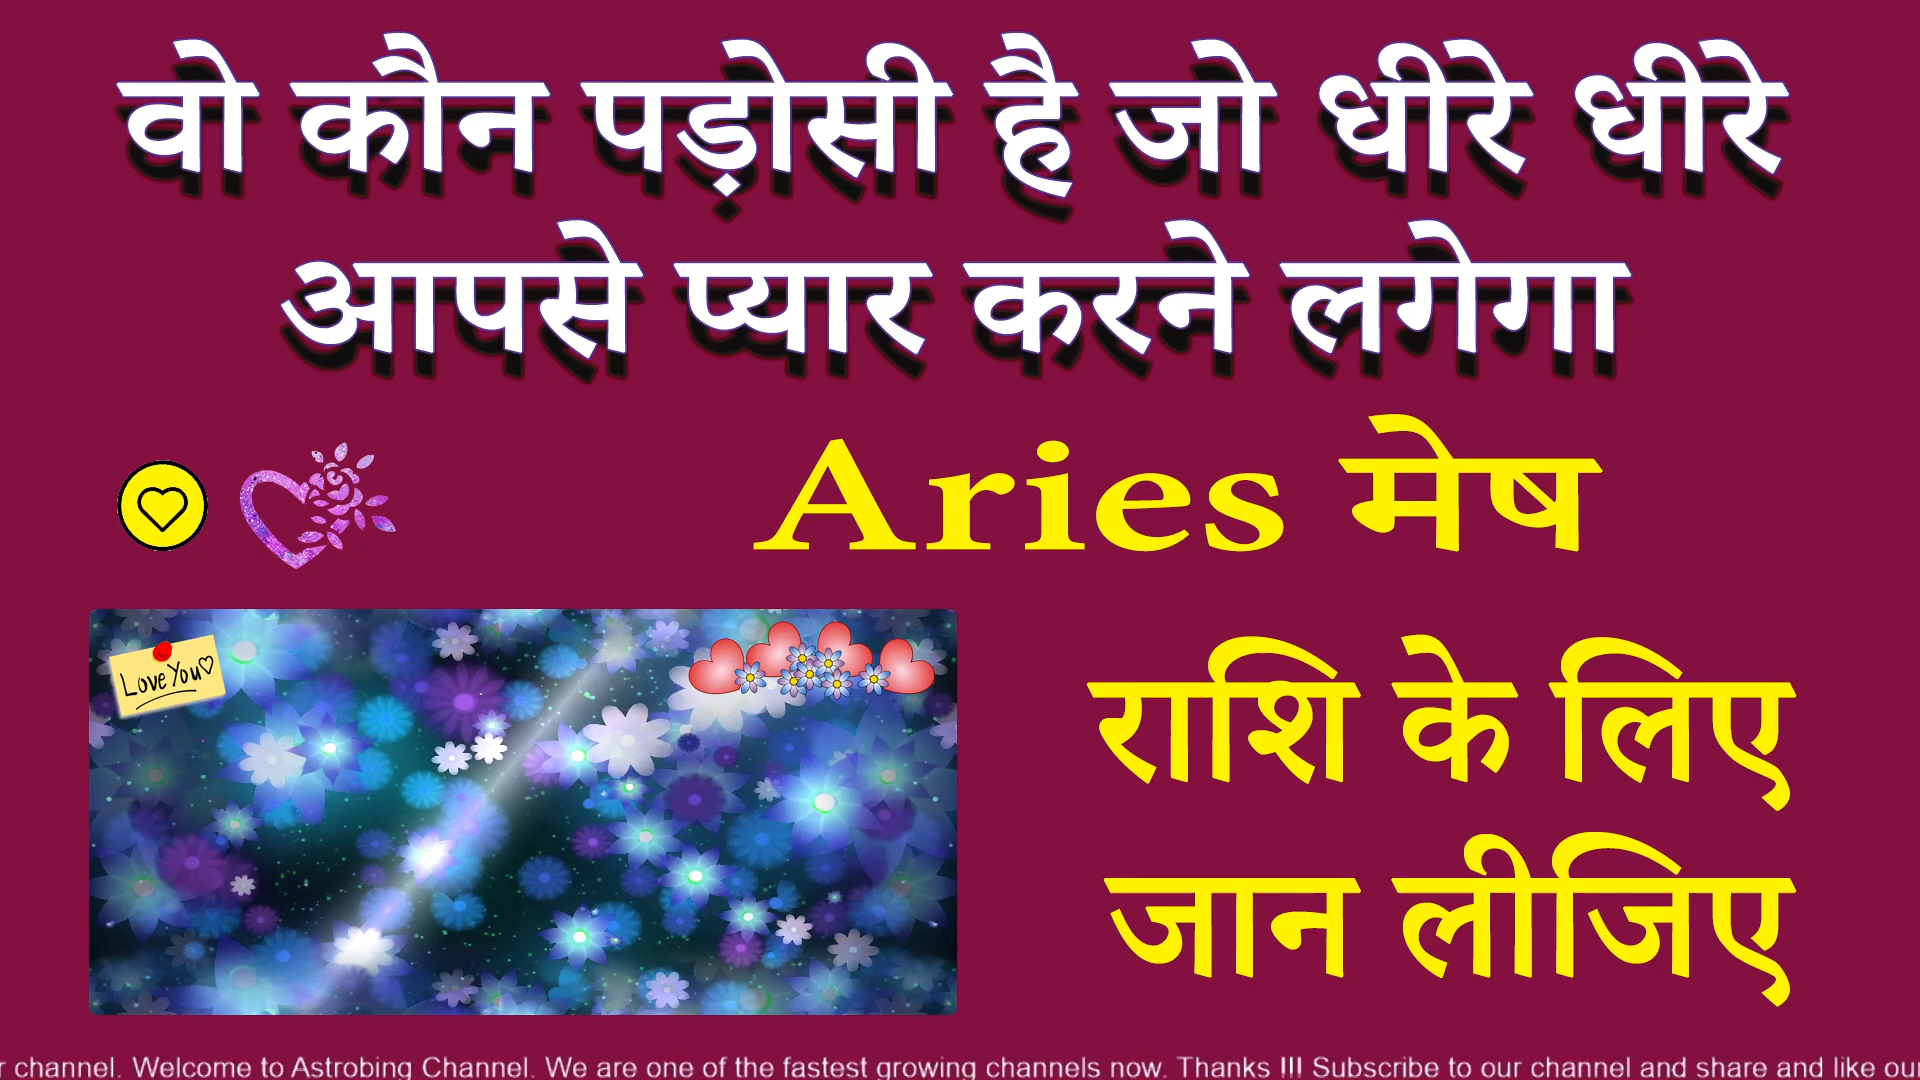 वो कौन पड़ोसी है जो धीरे धीरे
आपसे प्यार करने लगेगा
Aries मेष
Love You
राशि के लिए
जान लीजिए
r channel. Welcome to Astrobing Channel. We are one of the fastest growing channels now. Thanks !!! Subscribe to our channel and share and like ou